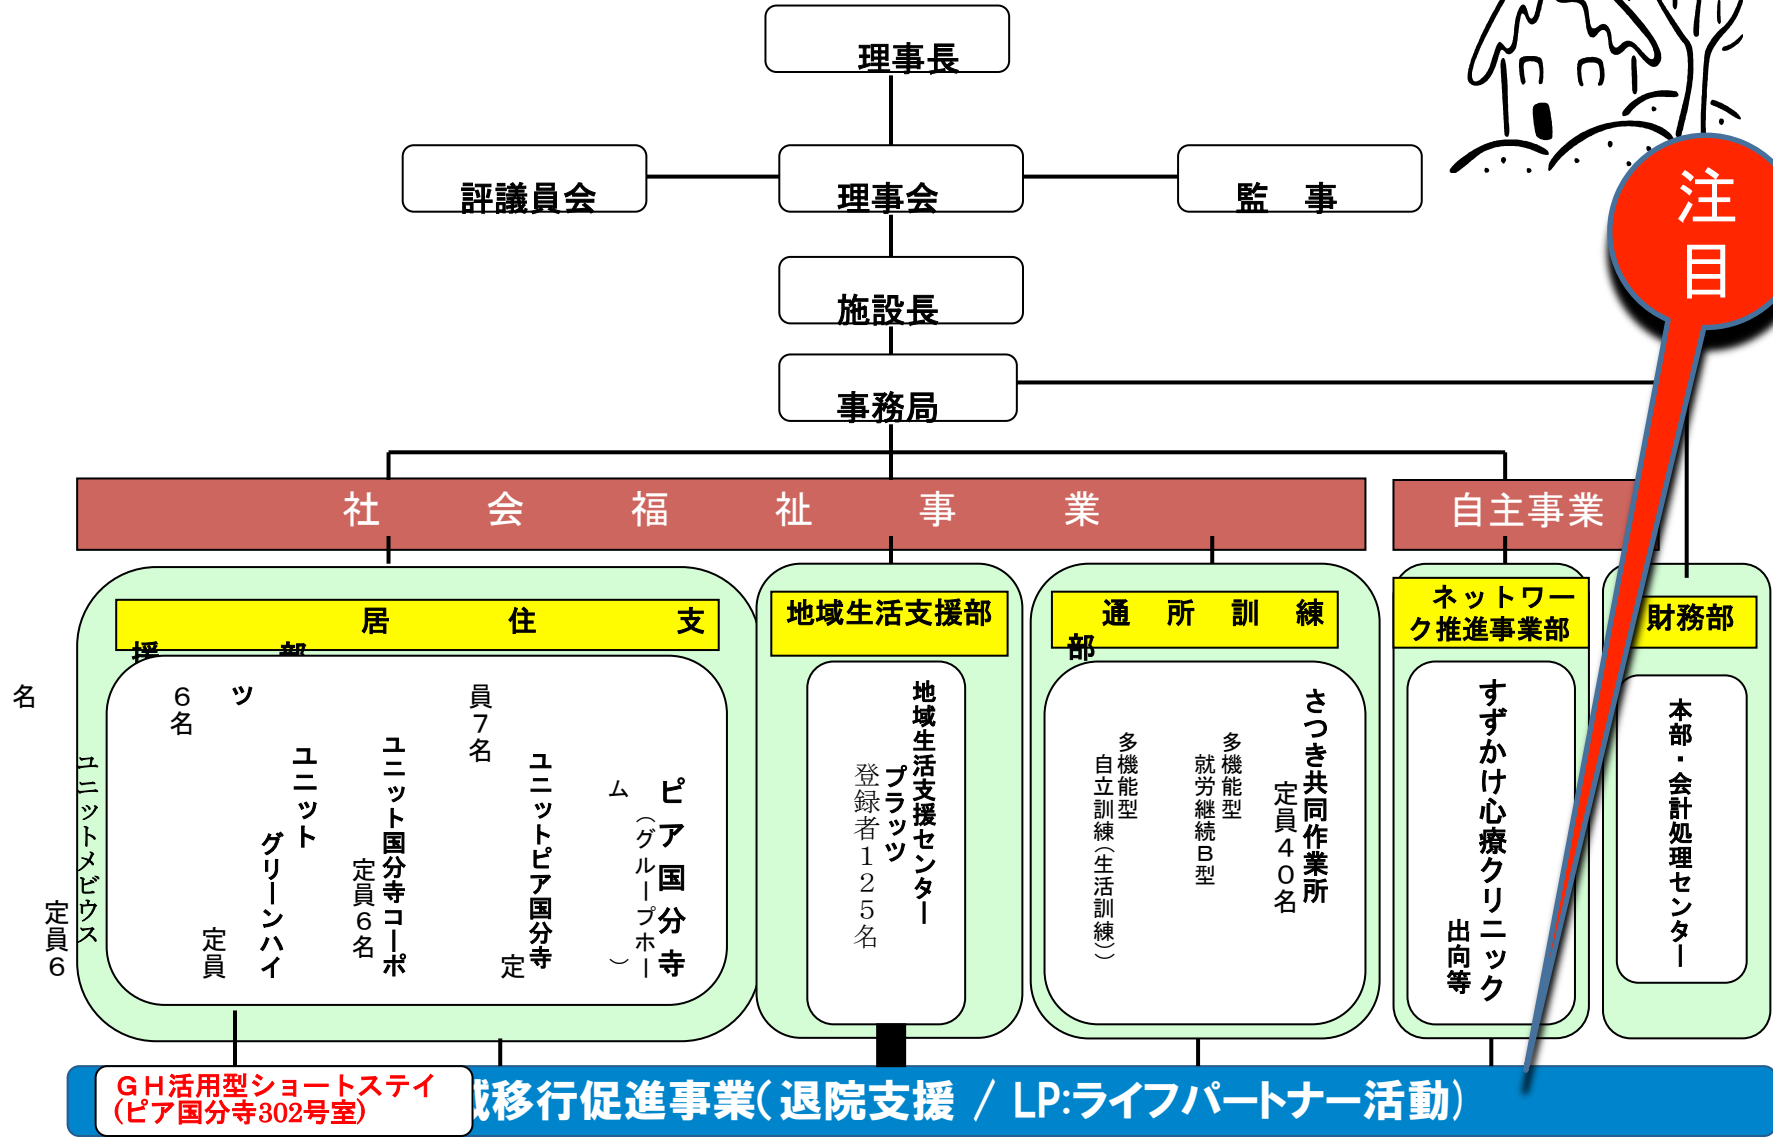 理事長
評議員会
理事会
監　事
注
目
施設長
事務局
社会福祉事業
自主事業
居住支
援部
地域生活支援部
通所訓練
部
ネットワー
ク推進事業部
財務部
ピア国分寺
（グループホー
ム
）
ユニットピア国分寺
定
員７名
ユニット国分寺コーポ
定員６名
ユニット
グリーンハイ
ツ
定員
６名
ユニットメビウス
定員６
名
地域生活支援センター
プラッツ
登録者１２５名
さつき共同作業所
定員４０名
多機能型
就労継続Ｂ型
多機能型
自立訓練（生活訓練）
すずかけ心療クリニック
出向等
本部・会計処理センター
ＧＨ活用型ショートステイ
(ピア国分寺302号室)
域移行促進事業（退院支援 / LP:ライフパートナー活動）